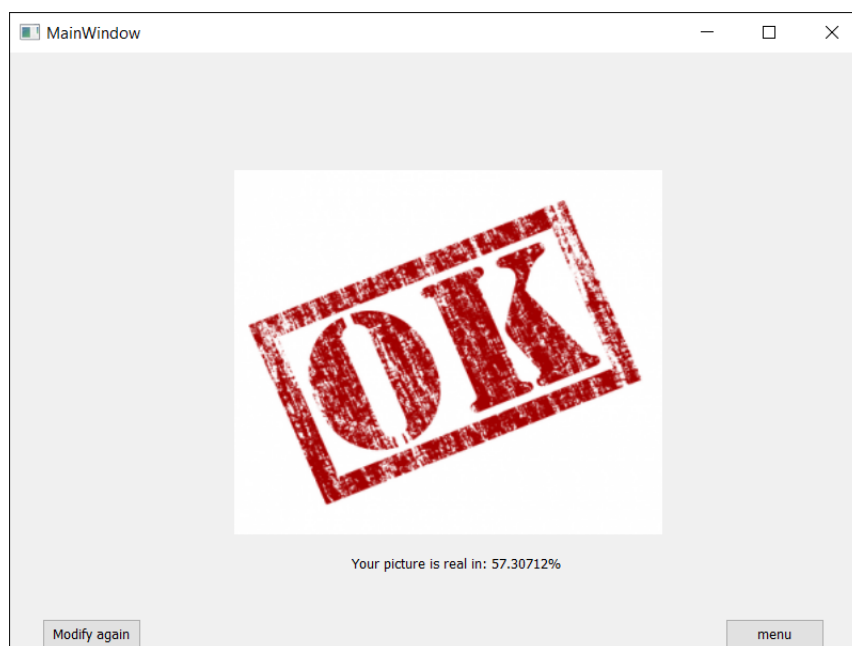 MainWindow
OK
Your picture is real in: 57.30712%
Modify again
menu